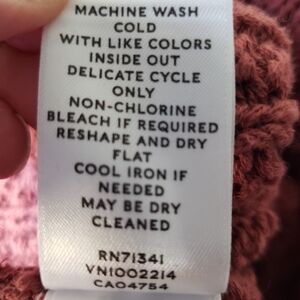 MACHINE WASH
COLD
WITH LIKE COLORS
INSIDE OUT
DELICATE CYCLE
ONLY
NON-CHLORINE
BLEACH IF REQUIRED
RESHAPE AND DRY
FLAT
COOL IRON IF
NEEDED
MAY BE DRY
CLEANED
RN71341
VN1002214
CA04754